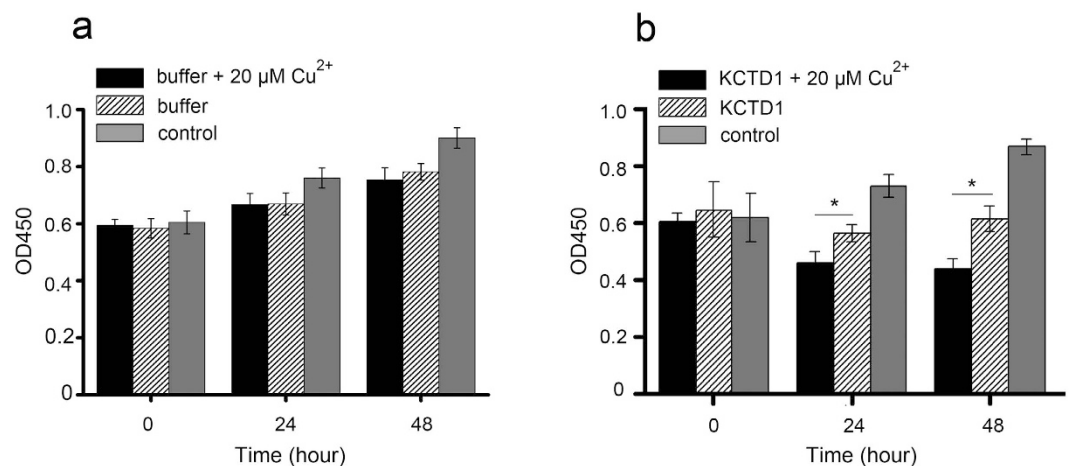 a
buffer + 20 µM Cu²⁺
buffer
control
1.0
0.8
0.6
0.4
0.2
0
OD450
0 24 48
Time (hour)
b
KCTD1 + 20 µM Cu²⁺
KCTD1
control
1.0
0.8
0.6
0.4
0.2
0
OD450
*
*
0 24 48
Time (hour)